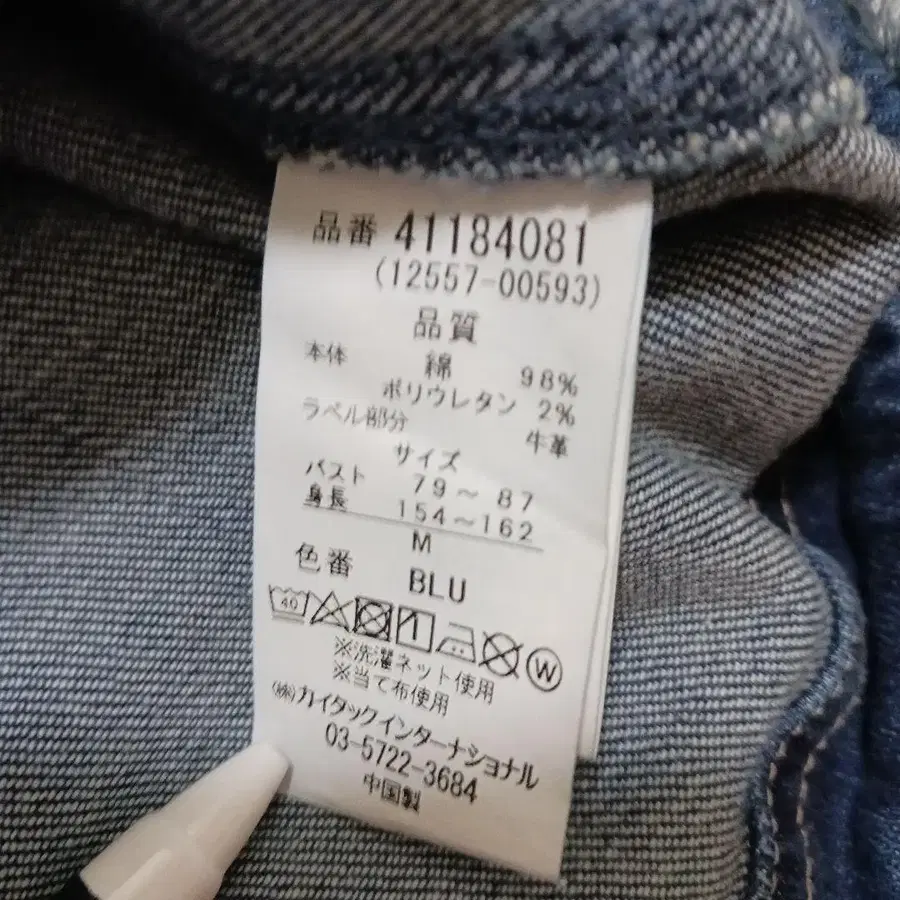 品番 41184081
(12557-00593)
品質
本体 綿 98%
ポリウレタン 2%
ラベル部分 牛革
サイズ
バスト 79～87
身長 154～162
M
色番 BLU
40 W
※洗濯ネット使用
※当て布使用
(株)カイタックインターナショナル
03-5722-3684
中国製